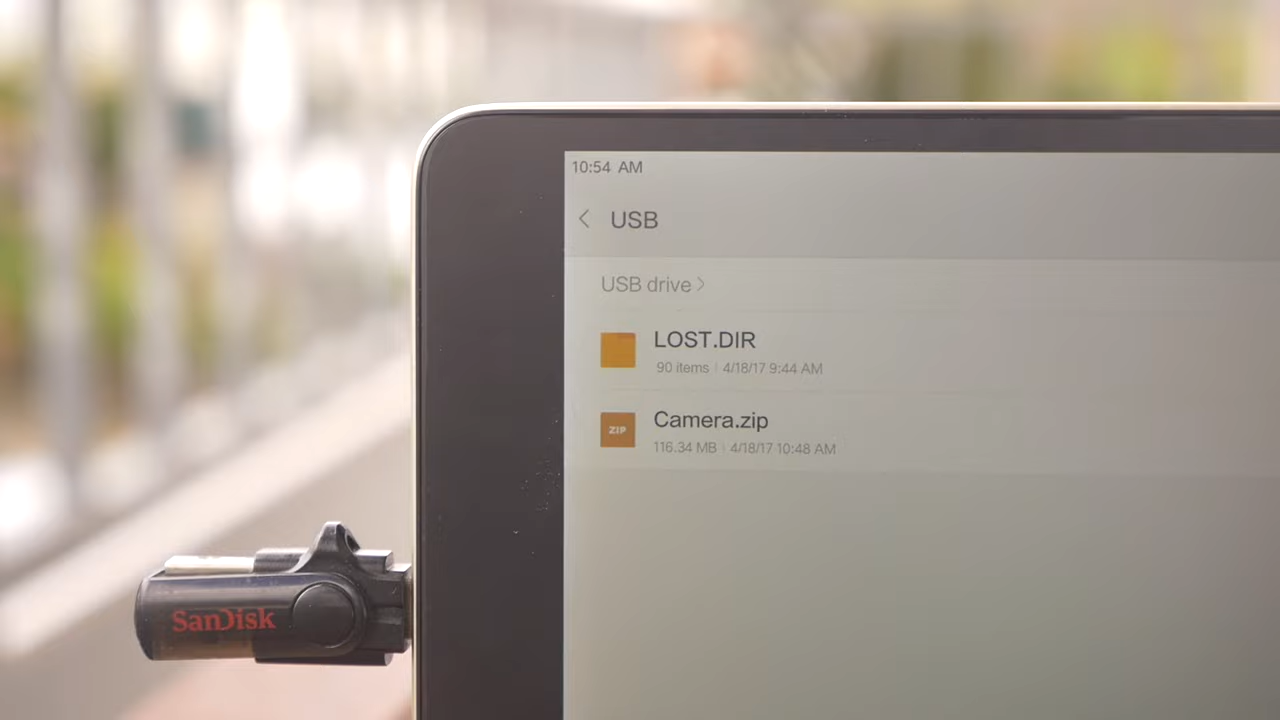 10:54 AM
USB
USB drive
LOST.DIR
90 items | 4/18/17 9:44 AM
ZIP
Camera.zip
116.34 MB | 4/18/17 10:48 AM
SanDisk